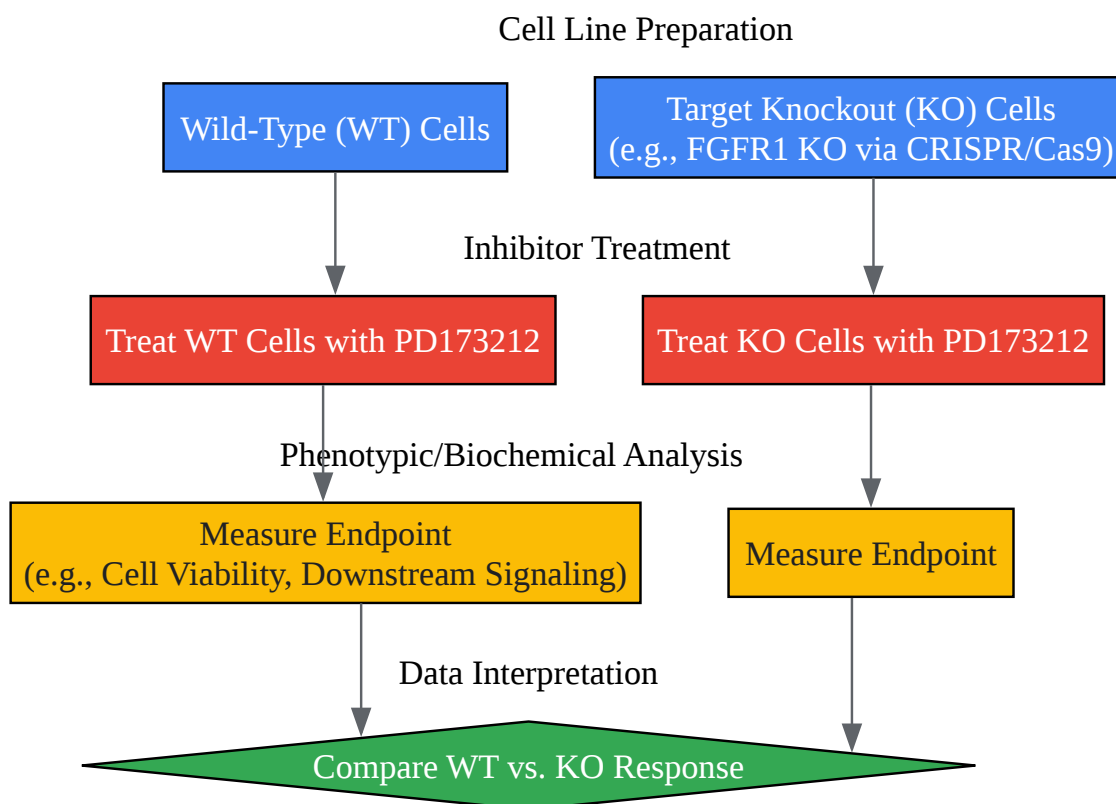 Cell Line Preparation
Wild-Type (WT) Cells
Target Knockout (KO) Cells
(e.g., FGFR1 KO via CRISPR/Cas9)
Inhibitor Treatment
Treat WT Cells with PD173212
Treat KO Cells with PD173212
Phenotypic/Biochemical Analysis
Measure Endpoint
(e.g., Cell Viability, Downstream Signaling)
Measure Endpoint
Data Interpretation
Compare WT vs. KO Response